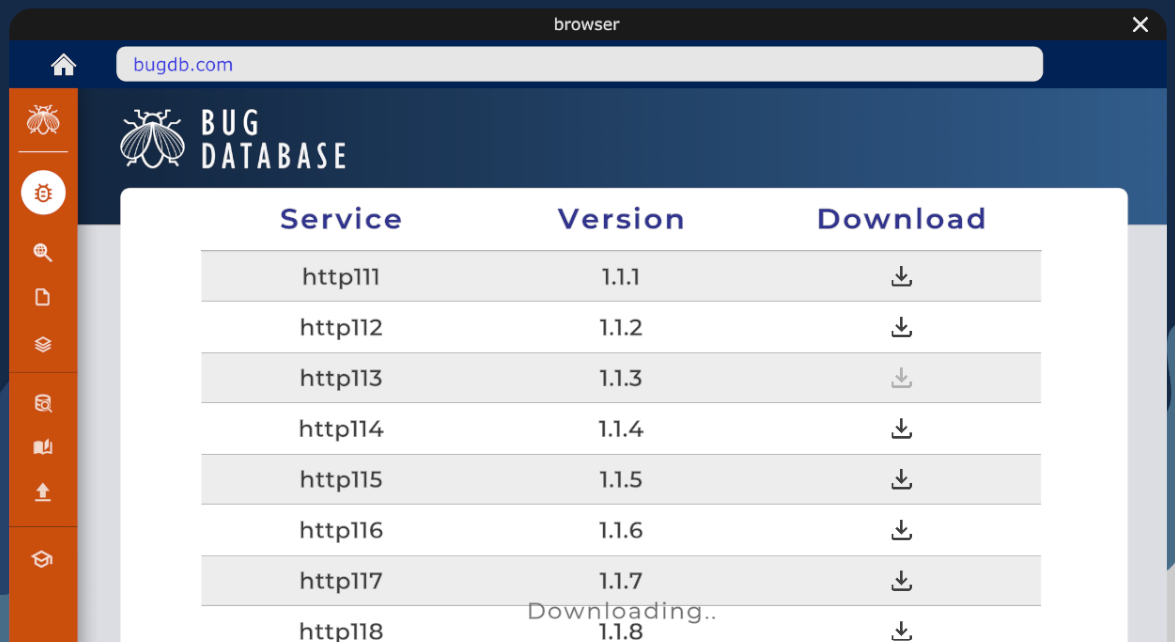 browser
bugdb.com
BUG
DATABASE
Service Version Download
http111 1.1.1
http112 1.1.2
http113 1.1.3
http114 1.1.4
http115 1.1.5
http116 1.1.6
http117 1.1.7
Downloading..
http118 1.1.8